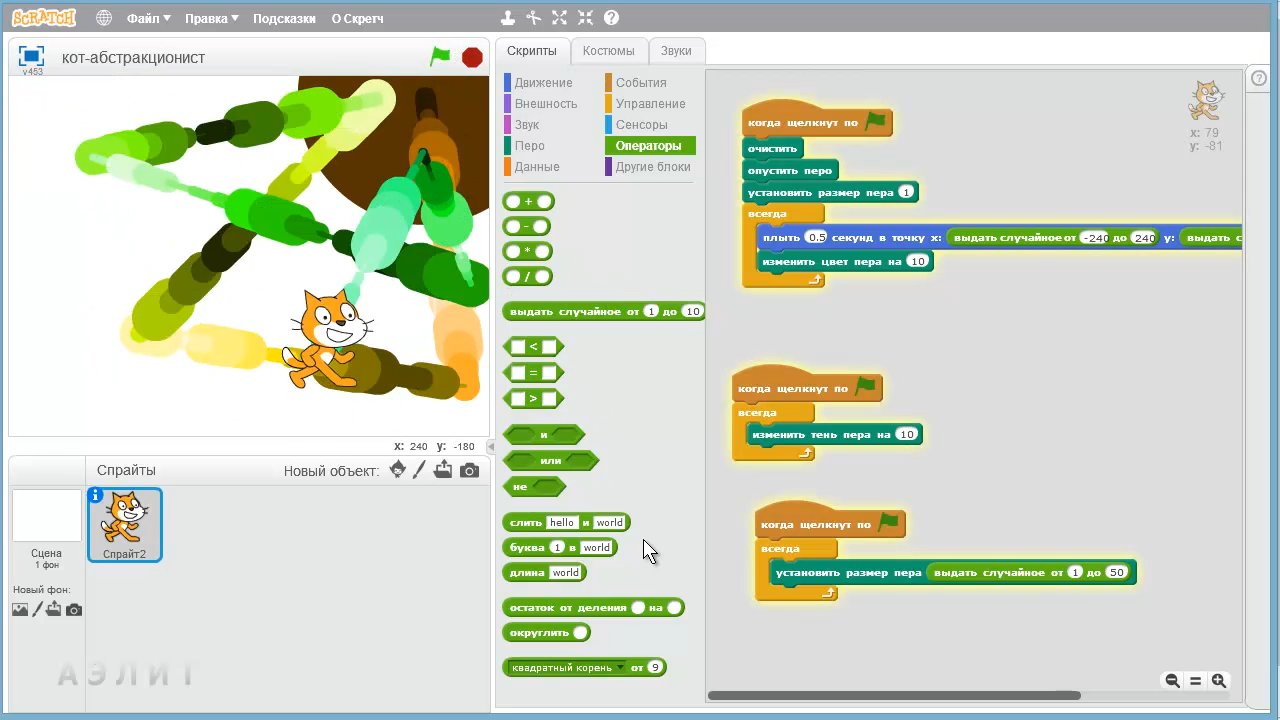 SCRATCH Файл Правка Подсказки О Скретч
кот-абстракционист
v453
x: 240 y: -180
Спрайты Новый объект:
Сцена
1 фон
Новый фон:
Спрайт2
АЭЛИТ
Скрипты Костюмы Звуки
Движение События
Внешность Управление
Звук Сенсоры
Перо Операторы
Данные Другие блоки
+
-
*
/
выдать случайное от 1 до 10
<
=
>
и
или
не
слить hello и world
буква 1 в world
длина world
остаток от деления на
округлить
квадратный корень от 9
x: 79
y: -81
когда щелкнут по
очистить
опустить перо
установить размер пера 1
всегда
плыть 0.5 секунд в точку x: выдать случайное от -240 до 240 y: выдать с
изменить цвет пера на 10
когда щелкнут по
всегда
изменить тень пера на 10
когда щелкнут по
всегда
установить размер пера выдать случайное от 1 до 50